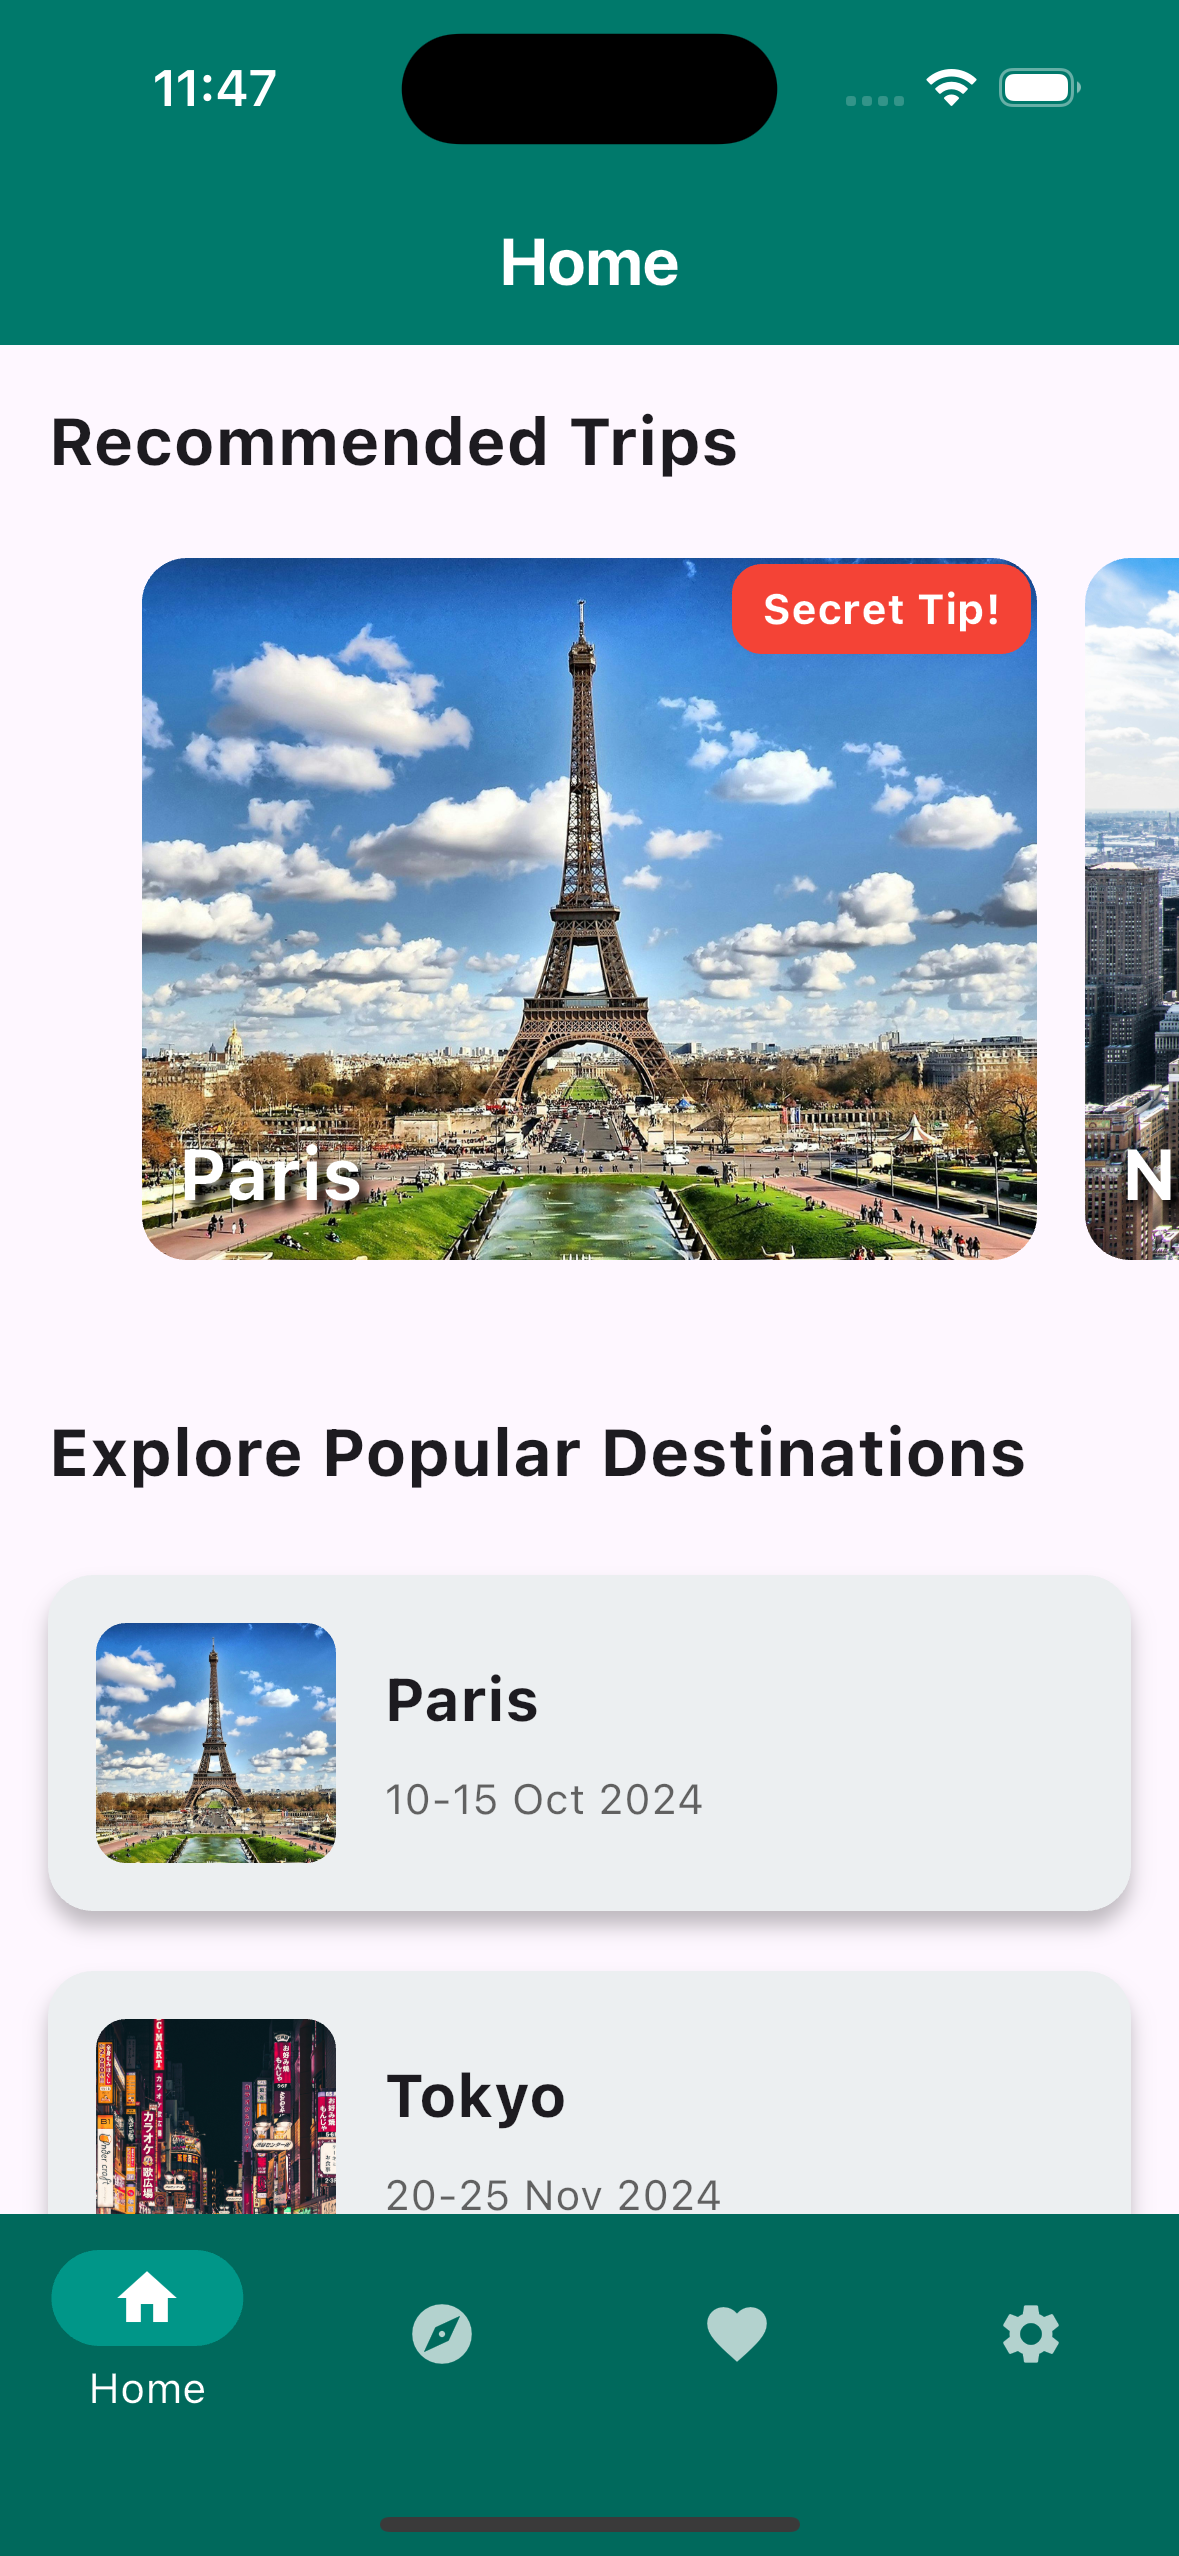 11:47
Home
Recommended Trips
Secret Tip!
Paris
N
Explore Popular Destinations
Paris
10-15 Oct 2024
Tokyo
20-25 Nov 2024
Home